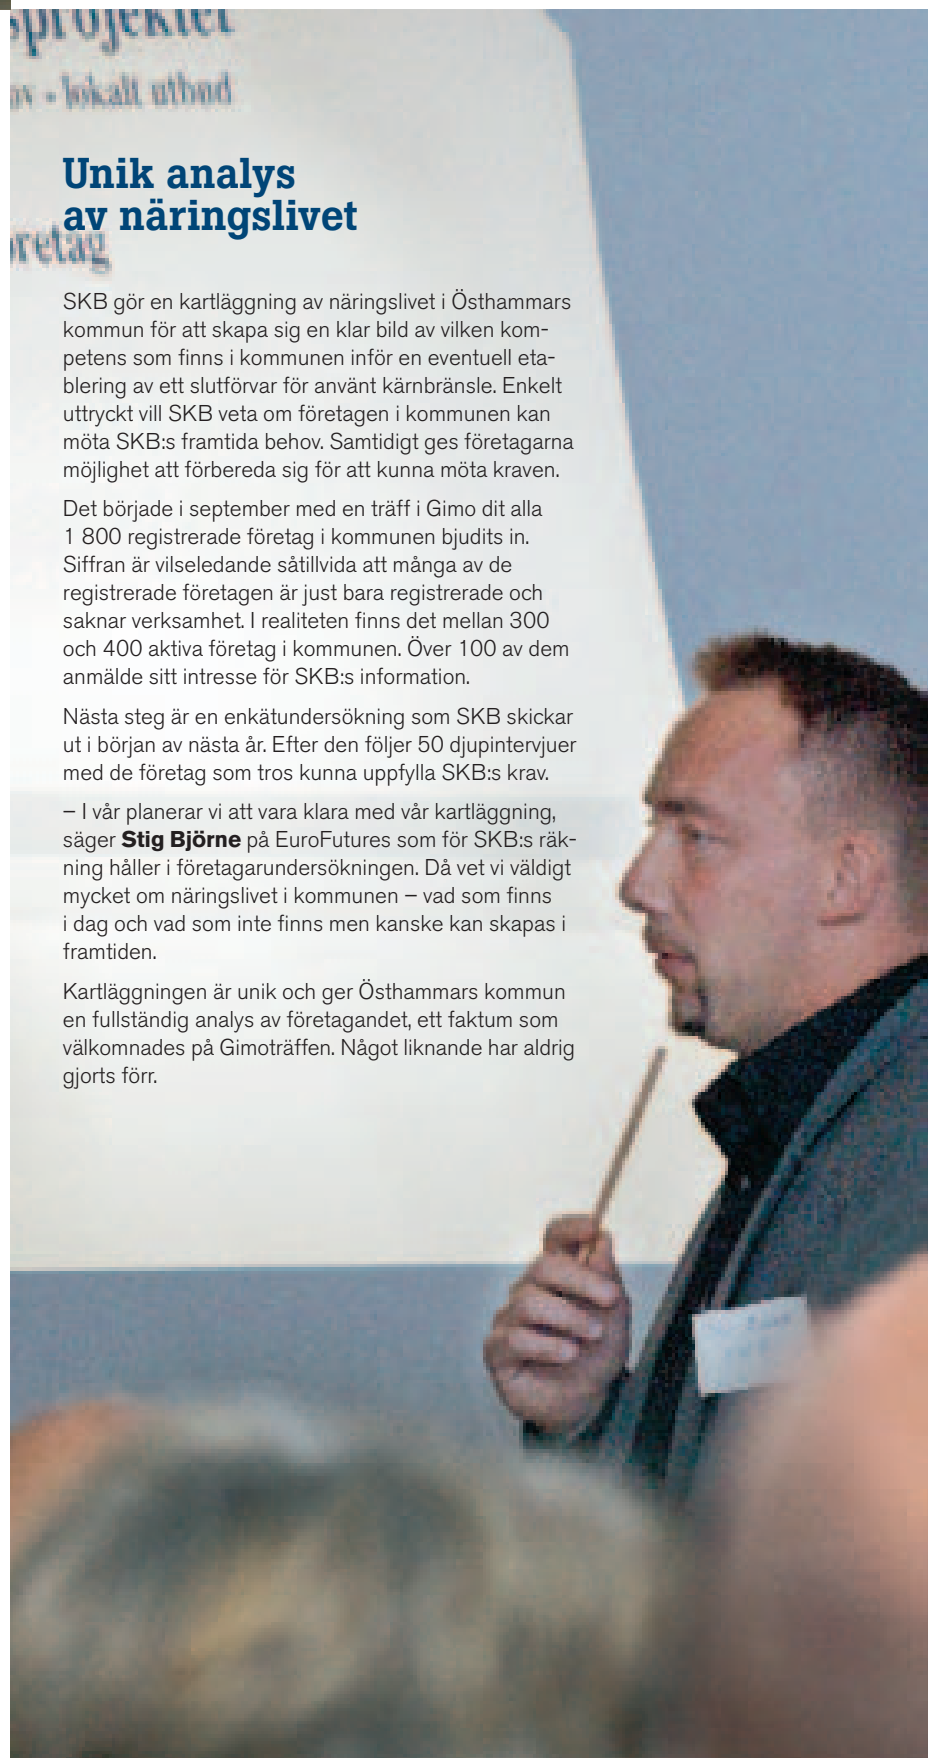 sprojektet
- lokalt utbud
Unik analys
av näringslivet
retag
SKB gör en kartläggning av näringslivet i Östhammars
kommun för att skapa sig en klar bild av vilken kom-
petens som finns i kommunen inför en eventuell eta-
blering av ett slutförvar för använt kärnbränsle. Enkelt
uttryckt vill SKB veta om företagen i kommunen kan
möta SKB:s framtida behov. Samtidigt ges företagarna
möjlighet att förbereda sig för att kunna möta kraven.
Det började i september med en träff i Gimo dit alla
1 800 registrerade företag i kommunen bjudits in.
Siffran är vilseledande såtillvida att många av de
registrerade företagen är just bara registrerade och
saknar verksamhet. I realiteten finns det mellan 300
och 400 aktiva företag i kommunen. Över 100 av dem
anmälde sitt intresse för SKB:s information.
Nästa steg är en enkätundersökning som SKB skickar
ut i början av nästa år. Efter den följer 50 djupintervjuer
med de företag som tros kunna uppfylla SKB:s krav.
– I vår planerar vi att vara klara med vår kartläggning,
säger Stig Björne på EuroFutures som för SKB:s räk-
ning håller i företagarundersökningen. Då vet vi väldigt
mycket om näringslivet i kommunen – vad som finns
i dag och vad som inte finns men kanske kan skapas i
framtiden.
Kartläggningen är unik och ger Östhammars kommun
en fullständig analys av företagandet, ett faktum som
välkomnades på Gimoträffen. Något liknande har aldrig
gjorts förr.